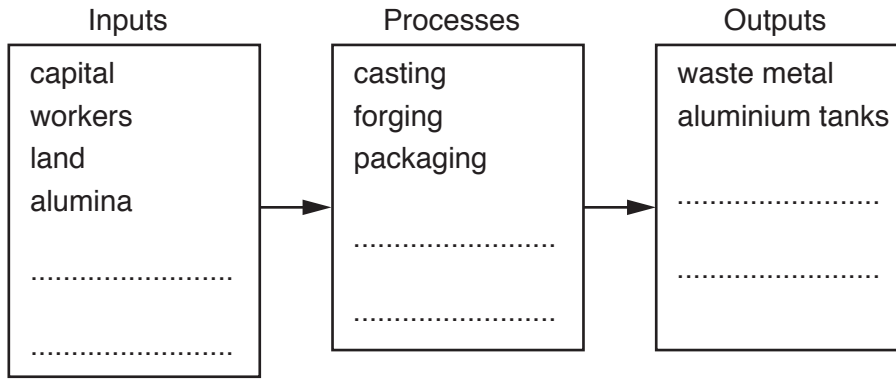 Inputs
capital
workers
land
alumina
.........................
.........................
Processes
casting
forging
packaging
.........................
.........................
Outputs
waste metal
aluminium tanks
.........................
.........................